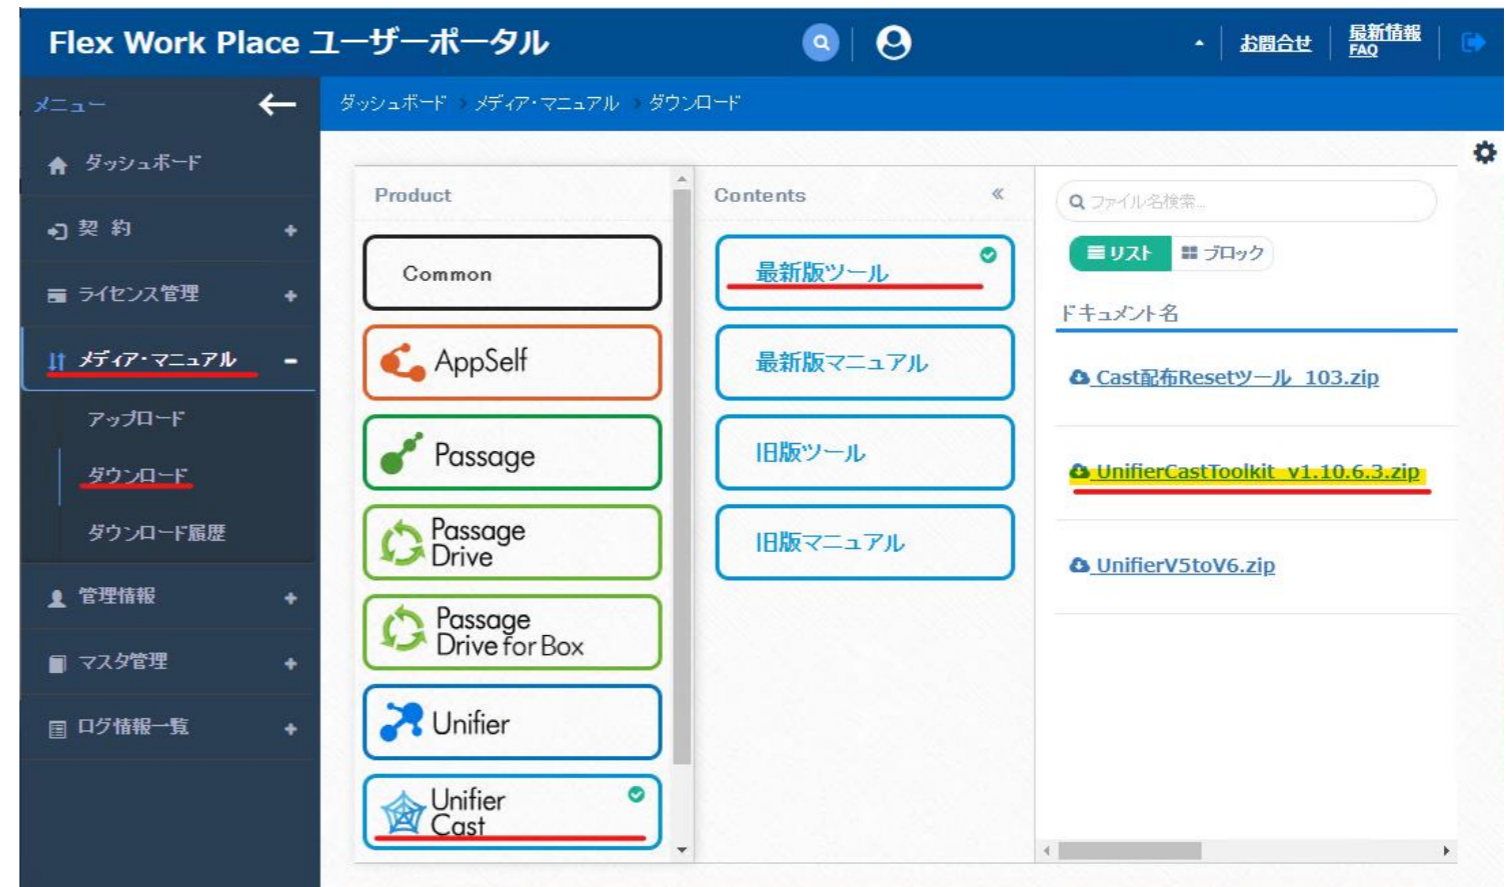 Flex Work Place ユーザーポータル
お問合せ
最新情報
FAQ
メニュー
ダッシュボード
契 約
ライセンス管理
メディア・マニュアル
アップロード
ダウンロード
ダウンロード履歴
管理情報
マスタ管理
ログ情報一覧
ダッシュボード メディア・マニュアル ダウンロード
Product
Common
AppSelf
Passage
Passage
Drive
Passage
Drive for Box
Unifier
Unifier
Cast
Contents
最新版ツール
最新版マニュアル
旧版ツール
旧版マニュアル
ファイル名検索...
リスト ブロック
ドキュメント名
Cast配布Resetツール_103.zip
UnifierCastToolkit_v1.10.6.3.zip
UnifierV5toV6.zip